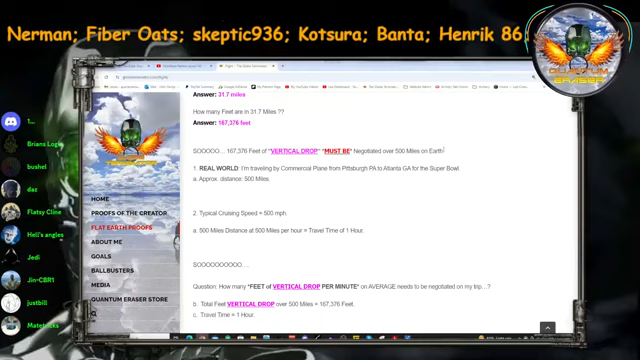 Nerman; Fiber Oats; skeptic936; Kotsura; Banta; Henrik 86,
QUANTUM
ERASER
Answer: 31.7 miles
How many Feet are in 31.7 Miles ??
Answer: 167,376 feet
SOOOOO… 167,376 Feet of "VERTICAL DROP" "MUST BE" Negotiated over 500 Miles on Earth
1. REAL WORLD: I'm traveling by Commercial Plane from Pittsburgh PA to Atlanta GA for the Super Bowl.
a. Approx. distance: 500 Miles.
2. Typical Cruising Speed = 500 mph.
a. 500 Miles Distance at 500 Miles per hour = Travel Time of 1 Hour.
SOOOOOOOOOO…
Question: How many "FEET of VERTICAL DROP PER MINUTE" on AVERAGE needs to be negotiated on my trip…?
b. Total Feet VERTICAL DROP over 500 Miles = 167,376 Feet.
c. Travel Time = 1 Hour.
HOME
PROOFS OF THE CREATOR
FLAT EARTH PROOFS
ABOUT ME
GOALS
BALLBUSTERS
MEDIA
QUANTUM ERASER STORE
1...
Brians Logic
bushel
daz
Flatsy Cline
Hell's angles
Jedi
Jin-CBR1
justbill